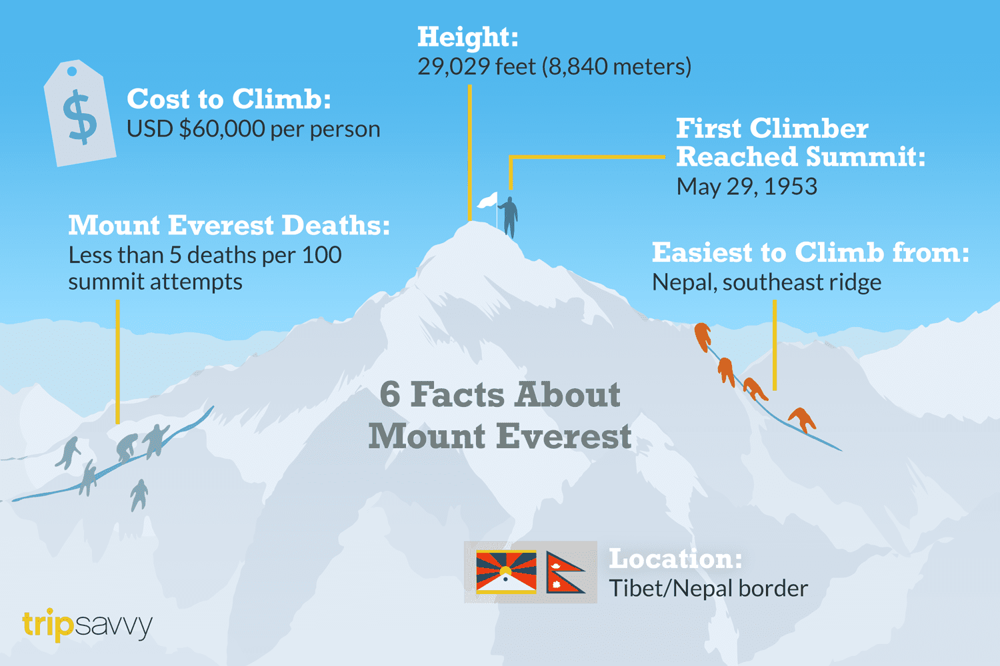 Height:
29,029 feet (8,840 meters)
$
Cost to Climb:
USD $60,000 per person
First Climber
Reached Summit:
May 29, 1953
Mount Everest Deaths:
Less than 5 deaths per 100
summit attempts
Easiest to Climb from:
Nepal, southeast ridge
6 Facts About
Mount Everest
Location:
Tibet/Nepal border
tripsavvy